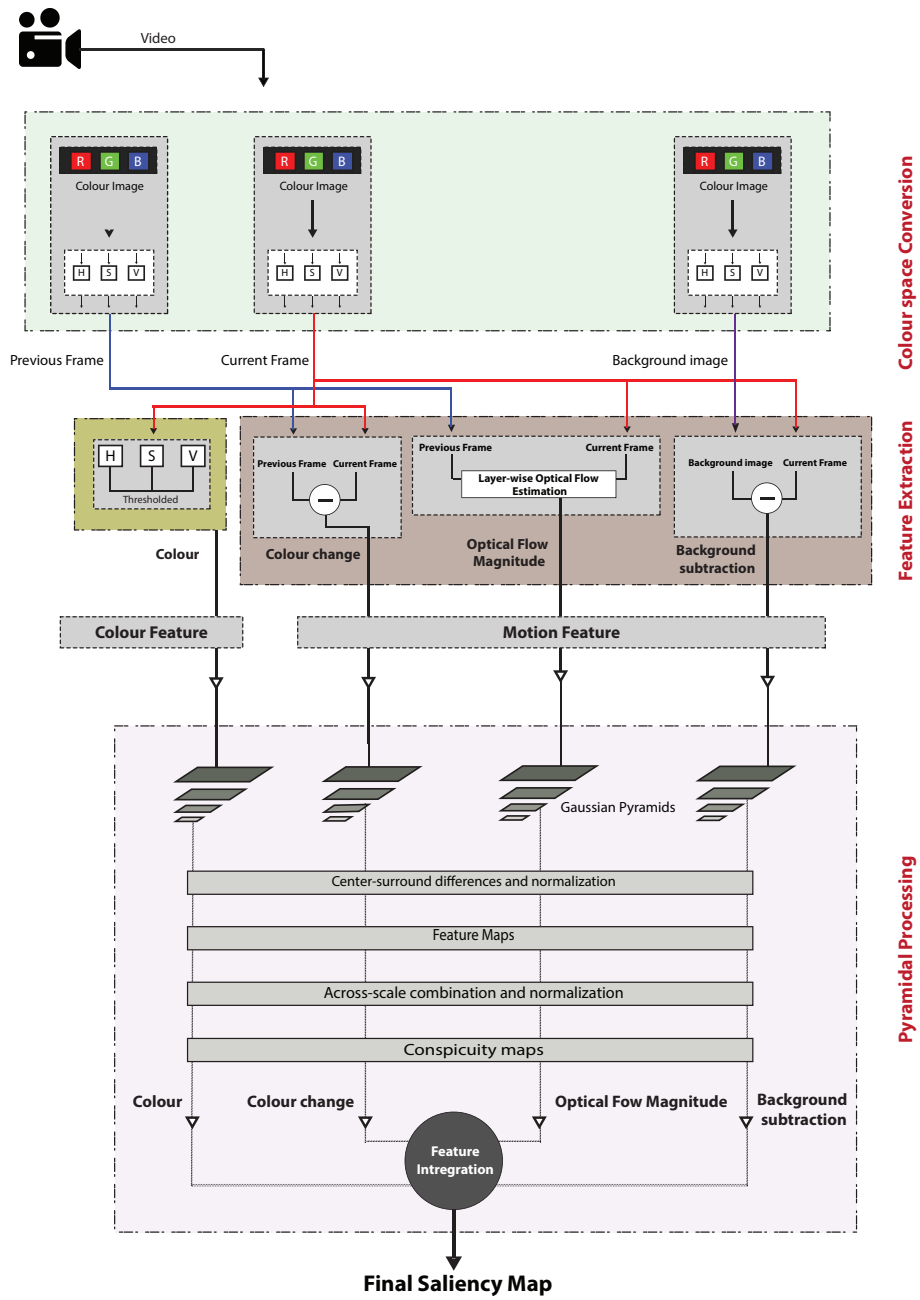 Video
R G B
Colour Image
H S V
R G B
Colour Image
H S V
R G B
Colour Image
H S V
Colour space Conversion
Previous Frame
Current Frame
Background image
H S V
Thresholded
Colour
Previous Frame Current Frame
Colour change
Previous Frame
Current Frame
Layer-wise Optical Flow
Estimation
Optical Flow
Magnitude
Background image Current Frame
Background
subtraction
Feature Extraction
Colour Feature
Motion Feature
Gaussian Pyramids
Center-surround differences and normalization
Feature Maps
Across-scale combination and normalization
Conspicuity maps
Colour
Colour change
Optical Fow Magnitude
Background
subtraction
Feature
Intregration
Pyramidal Processing
Final Saliency Map